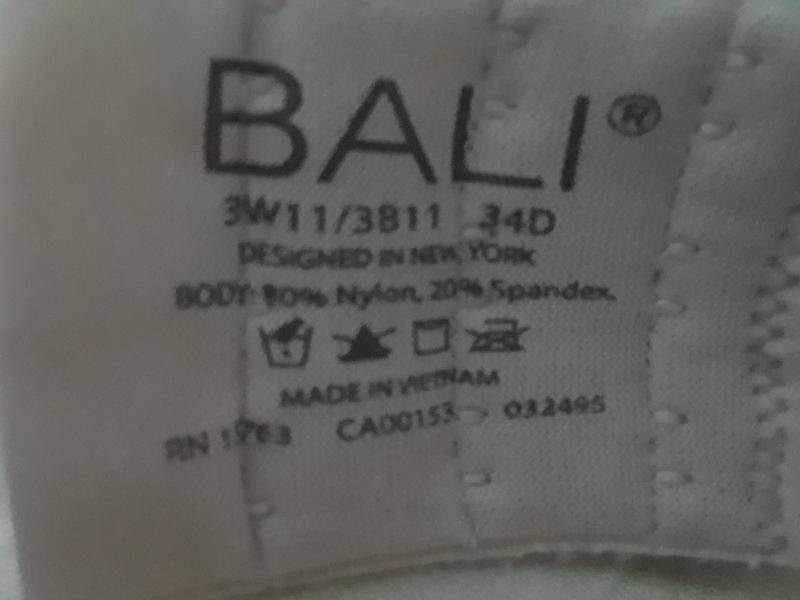 BALI®
3W11/3B11 34D
DESIGNED IN NEW YORK
BODY: 80% Nylon, 20% Spandex.
MADE IN VIETNAM
RN 1763 CA00153 032495